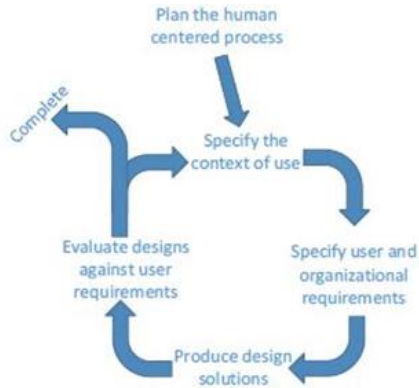 Plan the human
centered process
Complete
Specify the
context of use
Evaluate designs
against user
requirements
Specify user and
organizational
requirements
Produce design
solutions